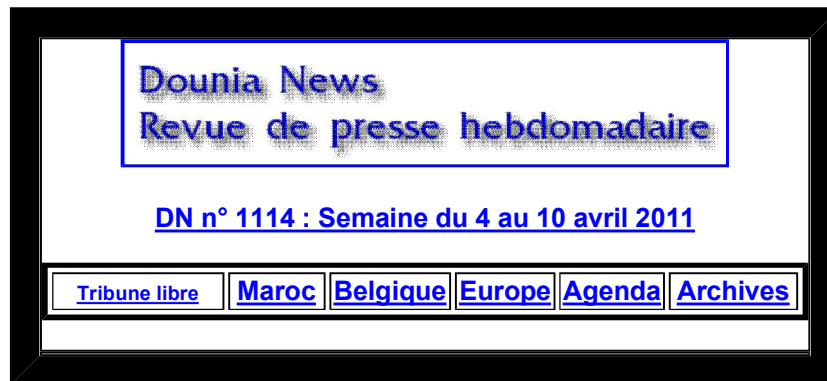 Dounia News
Revue de presse hebdomadaire
DN n° 1114 : Semaine du 4 au 10 avril 2011
Tribune libre Maroc Belgique Europe Agenda Archives